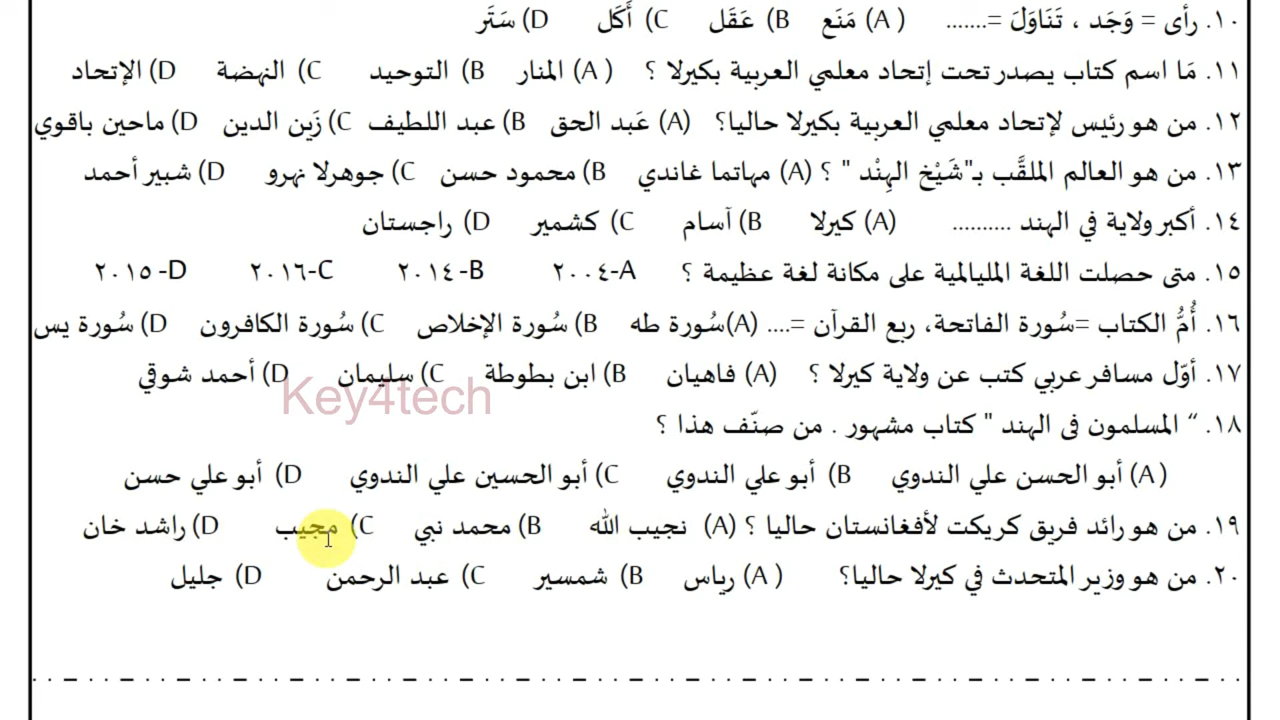 ١٠. رأى = وَجَد ، تَنَاوَلَ =....... ( A) مَنَع B) عَقَل C) أَكَل D) سَتَر
١١. مَا اسم كتاب يصدر تحت إتحاد معلمي العربية بكيرلا ؟ ( A) المنار B) التوحيد C) النهضة D) الإتحاد
١٢. من هو رئيس لإتحاد معلمي العربية بكيرلا حاليا؟ A) عَبد الحق B) عبد اللطيف C) زَيِن الدين D) ماحين باقوي
١٣. من هو العالم الملقَّب بـ"شَيْخ الهِنْد " ؟ A) مهاتما غاندي B) محمود حسن C) جوهرلا نهرو D) شبير أحمد
١٤. أكبر ولاية في الهند .......... A) كيرلا B) آسام C) كشمير D) راجستان
١٥. متى حصلت اللغة المليالمية على مكانة لغة عظيمة ؟ A-٢٠٠٤ B-٢٠١٤ C-٢٠١٦ D-٢٠١٥
١٦. أُمُّ الكتاب =سُورة الفاتحة، ربع القرآن =.... A)سُورة طه B) سُورة الإخلاص C) سُورة الكافرون D) سُورة يس
١٧. أوّل مسافر عربي كتب عن ولاية كيرلا ؟ A) فاهيان B) ابن بطوطة C) سليمان D) أحمد شوقي
Key4tech
١٨. “ المسلمون فى الهند " كتاب مشهور . من صنّف هذا ؟
( A) أبو الحسن علي الندوي B) أبو علي الندوي C) أبو الحسين علي الندوي D) أبو علي حسن
١٩. من هو رائد فريق كريكت لأفغانستان حاليا ؟ A) نجيب الله B) محمد نبي C) مجيب D) راشد خان
٢٠. من هو وزير المتحدث في كيرلا حاليا؟ ( A) رياس B) شمسير C) عبد الرحمن D) جليل